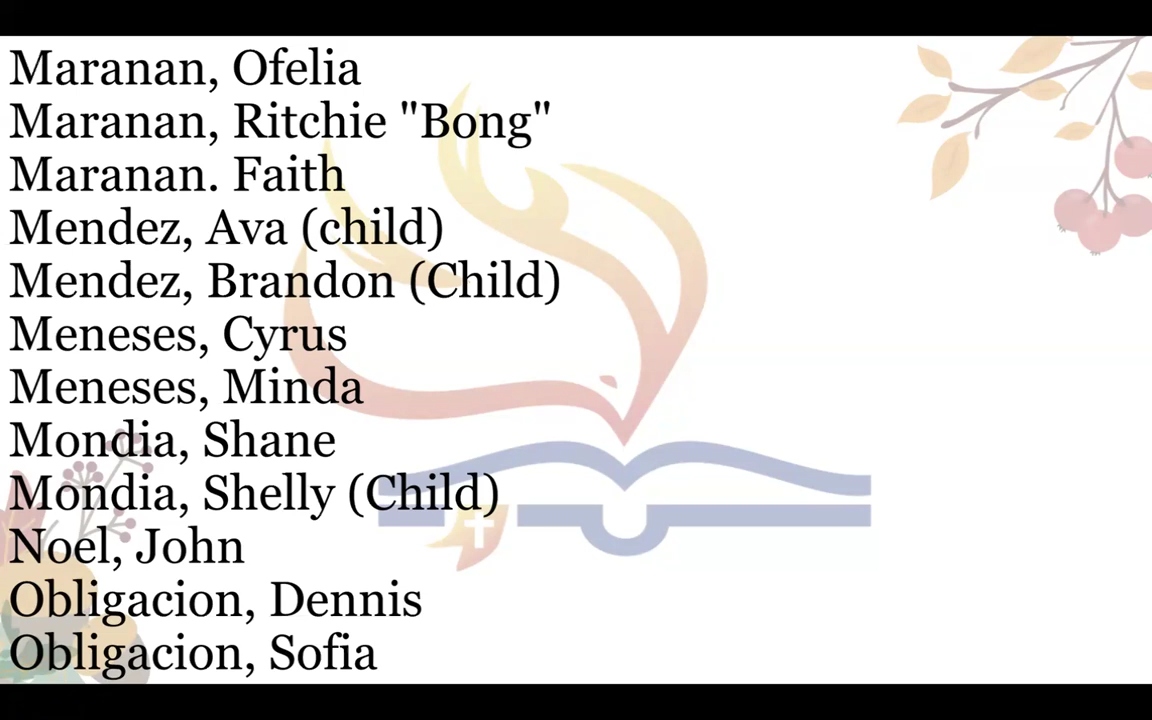 Maranan, Ofelia
Maranan, Ritchie "Bong"
Maranan. Faith
Mendez, Ava (child)
Mendez, Brandon (Child)
Meneses, Cyrus
Meneses, Minda
Mondia, Shane
Mondia, Shelly (Child)
Noel, John
Obligacion, Dennis
Obligacion, Sofia